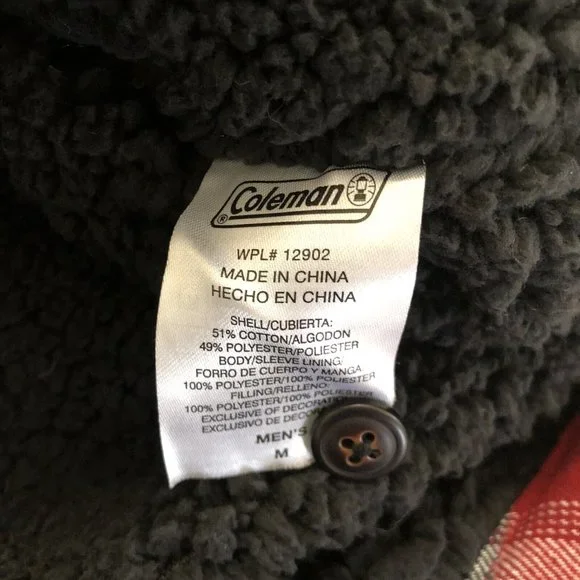 Coleman
®
WPL# 12902
MADE IN CHINA
HECHO EN CHINA
SHELL/CUBIERTA:
51% COTTON/ALGODON
49% POLYESTER/POLIESTER
BODY/SLEEVE LINING/
FORRO DE CUERPO Y MANGA
100% POLYESTER/100% POLIESTER
FILLING/RELLENO:
100% POLYESTER/100% POLIESTER
EXCLUSIVE OF
EXCLUSIVO DE
MEN'S
M